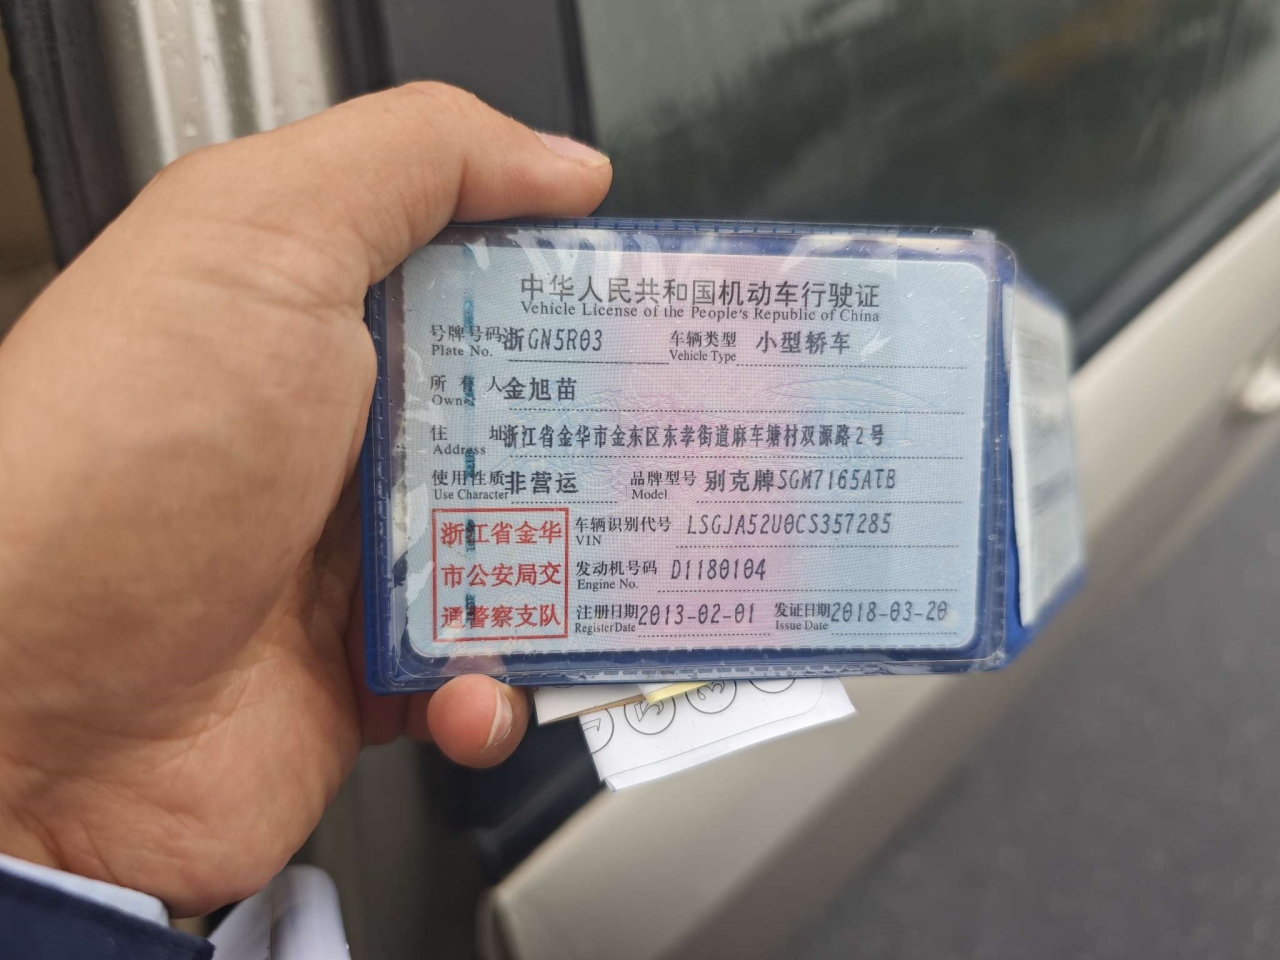 中华人民共和国机动车行驶证
Vehicle License of the People's Republic of China
号牌号码 浙GN5R03 车辆类型 小型轿车
Plate No. Vehicle Type
所有人 金旭苗
Owner
住址 浙江省金华市金东区东孝街道麻车塘村双源路2号
Address
使用性质 非营运 品牌型号 别克牌SGM7165ATB
Use Character Model
浙江省金华
市公安局交
通警察支队
车辆识别代号 LSGJA52U0CS357285
VIN
发动机号码 D1180104
Engine No.
注册日期 2013-02-01 发证日期 2018-03-20
Register Date Issue Date
5 3